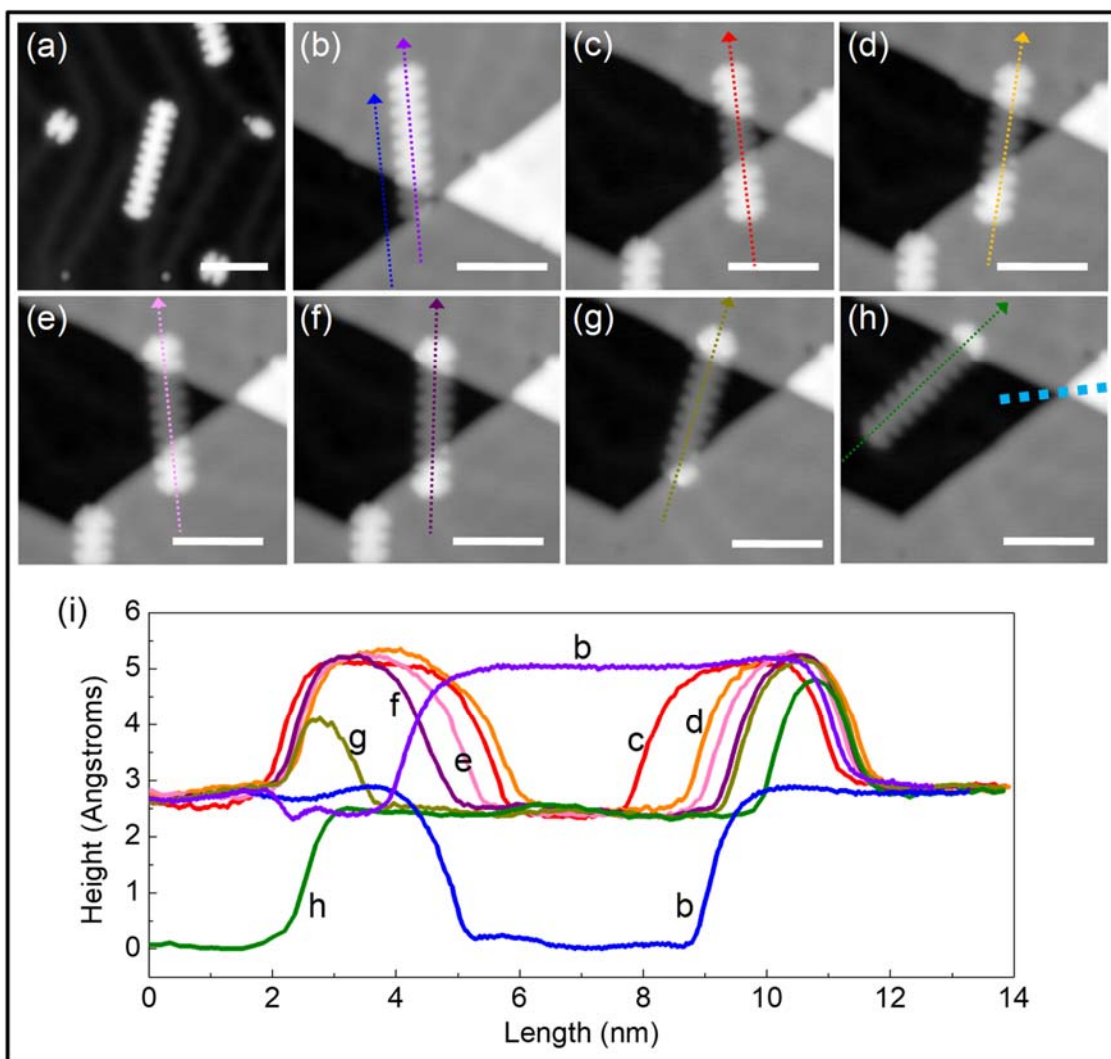 (a)
(b)
(c)
(d)
(e)
(f)
(g)
(h)
(i)
6
5
4
3
2
1
0
Height (Angstroms)
b
f
g
e
c
d
h
b
0 2 4 6 8 10 12 14
Length (nm)